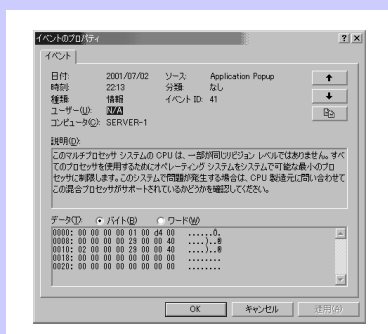 イベントのプロパティ
イベント
日付: 2001/07/02 ソース: Application Popup
時刻: 22:13 分類: なし
種類: 情報 イベント ID: 41
ユーザー(U): N/A
コンピュータ(C): SERVER-1
説明(D):
このマルチプロセッサ システムの CPU は、一部が同じリビジョン レベルではありません。すべ
てのプロセッサを使用するためにオペレーティング システムをシステムで可能な最小のプロ
セッサに制限します。このシステムで問題が発生する場合は、CPU 製造元に問い合わせて
この混合プロセッサがサポートされているかどうかを確認してください。
データ(T): バイト(B) ワード(W)
0000: 00 00 00 00 01 00 d4 00 ......Ô.
0008: 00 00 00 00 29 00 00 40 ....)..@
0010: 02 00 00 00 29 00 00 40 ....)..@
0018: 00 00 00 00 00 00 00 00 ........
0020: 00 00 00 00 00 00 00 00 ........
OK キャンセル 適用(A)